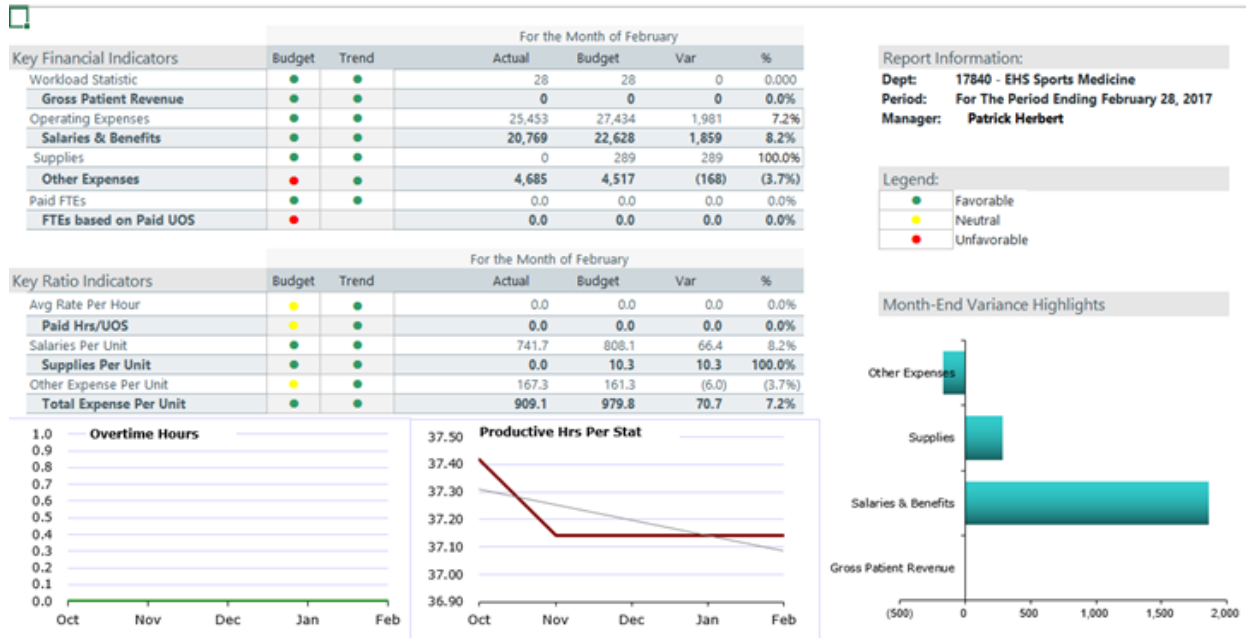 For the Month of February
Key Financial Indicators Budget Trend Actual Budget Var %
Workload Statistic 28 28 0 0.000
Gross Patient Revenue 0 0 0 0.0%
Operating Expenses 25,453 27,434 1,981 7.2%
Salaries & Benefits 20,769 22,628 1,859 8.2%
Supplies 0 289 289 100.0%
Other Expenses 4,685 4,517 (168) (3.7%)
Paid FTEs 0.0 0.0 0.0 0.0%
FTEs based on Paid UOS 0.0 0.0 0.0 0.0%
Report Information:
Dept: 17840 - EHS Sports Medicine
Period: For The Period Ending February 28, 2017
Manager: Patrick Herbert
Legend:
Favorable
Neutral
Unfavorable
For the Month of February
Key Ratio Indicators Budget Trend Actual Budget Var %
Avg Rate Per Hour 0.0 0.0 0.0 0.0%
Paid Hrs/UOS 0.0 0.0 0.0 0.0%
Salaries Per Unit 741.7 808.1 66.4 8.2%
Supplies Per Unit 0.0 10.3 10.3 100.0%
Other Expense Per Unit 167.3 161.3 (6.0) (3.7%)
Total Expense Per Unit 909.1 979.8 70.7 7.2%
Overtime Hours
1.0
0.9
0.8
0.7
0.6
0.5
0.4
0.3
0.2
0.1
0.0
Oct Nov Dec Jan Feb
Productive Hrs Per Stat
37.50
37.40
37.30
37.20
37.10
37.00
36.90
Oct Nov Dec Jan Feb
Month-End Variance Highlights
Other Expenses
Supplies
Salaries & Benefits
Gross Patient Revenue
(500) 0 500 1,000 1,500 2,000